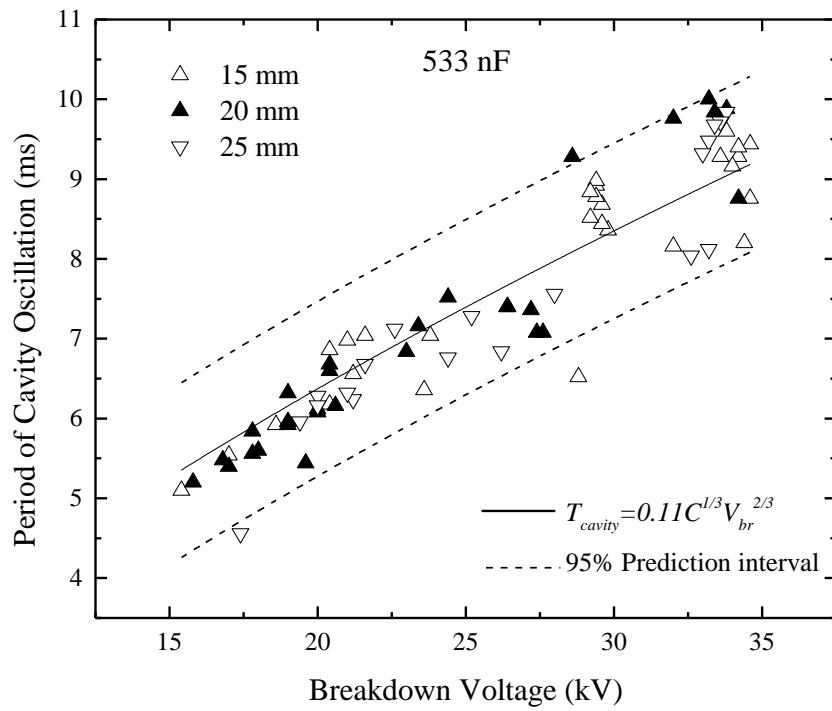 533 nF
15 mm
20 mm
25 mm
Period of Cavity Oscillation (ms)
11
10
9
8
7
6
5
4
T_cavity=0.11C^1/3V_br^2/3
95% Prediction interval
15 20 25 30 35
Breakdown Voltage (kV)